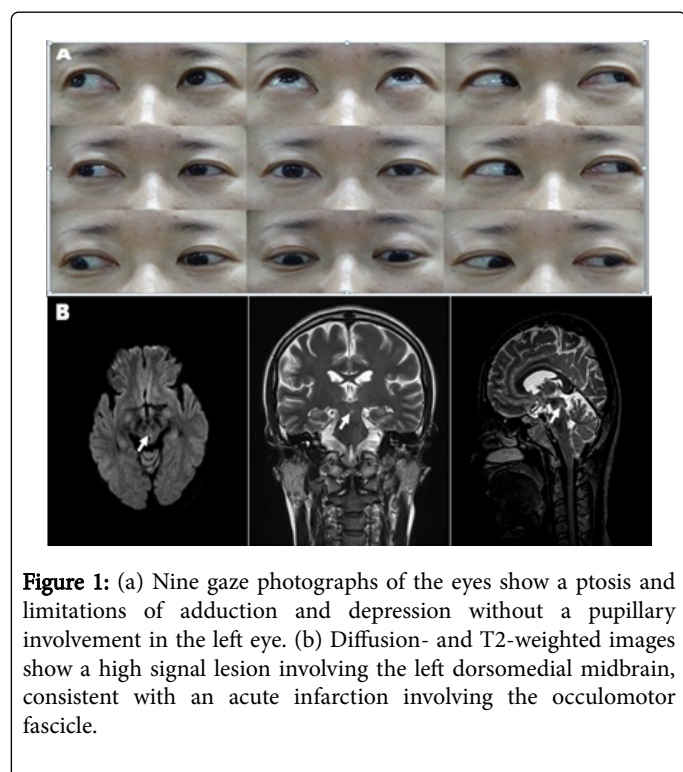 A
B
Figure 1: (a) Nine gaze photographs of the eyes show a ptosis and
limitations of adduction and depression without a pupillary
involvement in the left eye. (b) Diffusion- and T2-weighted images
show a high signal lesion involving the left dorsomedial midbrain,
consistent with an acute infarction involving the occulomotor
fascicle.